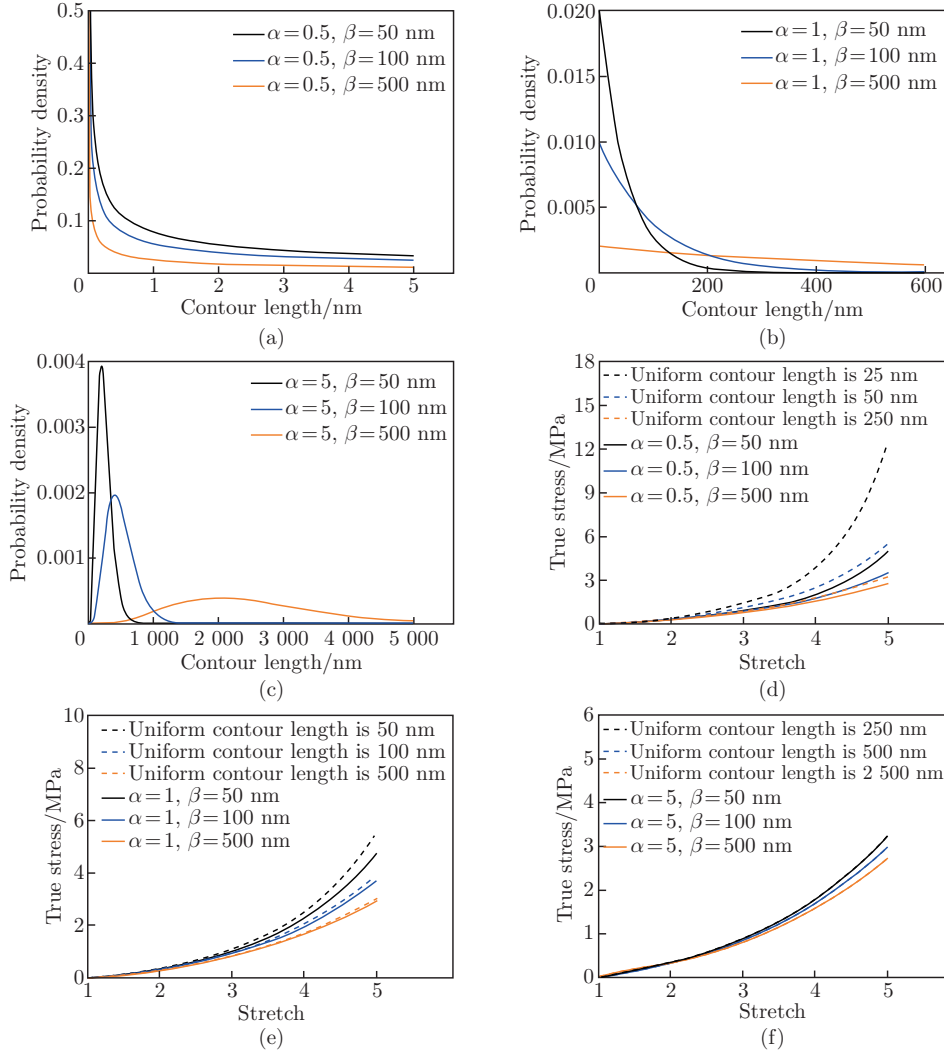 0.5
0.4
0.3
0.2
0.1
0
1
2
3
4
5
Probability density
Contour length/nm
α=0.5, β=50 nm
α=0.5, β=100 nm
α=0.5, β=500 nm
(a)
0.020
0.015
0.010
0.005
0
200
400
600
Probability density
Contour length/nm
α=1, β=50 nm
α=1, β=100 nm
α=1, β=500 nm
(b)
0.004
0.003
0.002
0.001
0
1 000
2 000
3 000
4 000
5 000
Probability density
Contour length/nm
α=5, β=50 nm
α=5, β=100 nm
α=5, β=500 nm
(c)
18
15
12
9
6
3
0
1
2
3
4
5
True stress/MPa
Stretch
Uniform contour length is 25 nm
Uniform contour length is 50 nm
Uniform contour length is 250 nm
α=0.5, β=50 nm
α=0.5, β=100 nm
α=0.5, β=500 nm
(d)
10
8
6
4
2
0
1
2
3
4
5
True stress/MPa
Stretch
Uniform contour length is 50 nm
Uniform contour length is 100 nm
Uniform contour length is 500 nm
α=1, β=50 nm
α=1, β=100 nm
α=1, β=500 nm
(e)
6
5
4
3
2
1
0
1
2
3
4
5
True stress/MPa
Stretch
Uniform contour length is 250 nm
Uniform contour length is 500 nm
Uniform contour length is 2 500 nm
α=5, β=50 nm
α=5, β=100 nm
α=5, β=500 nm
(f)